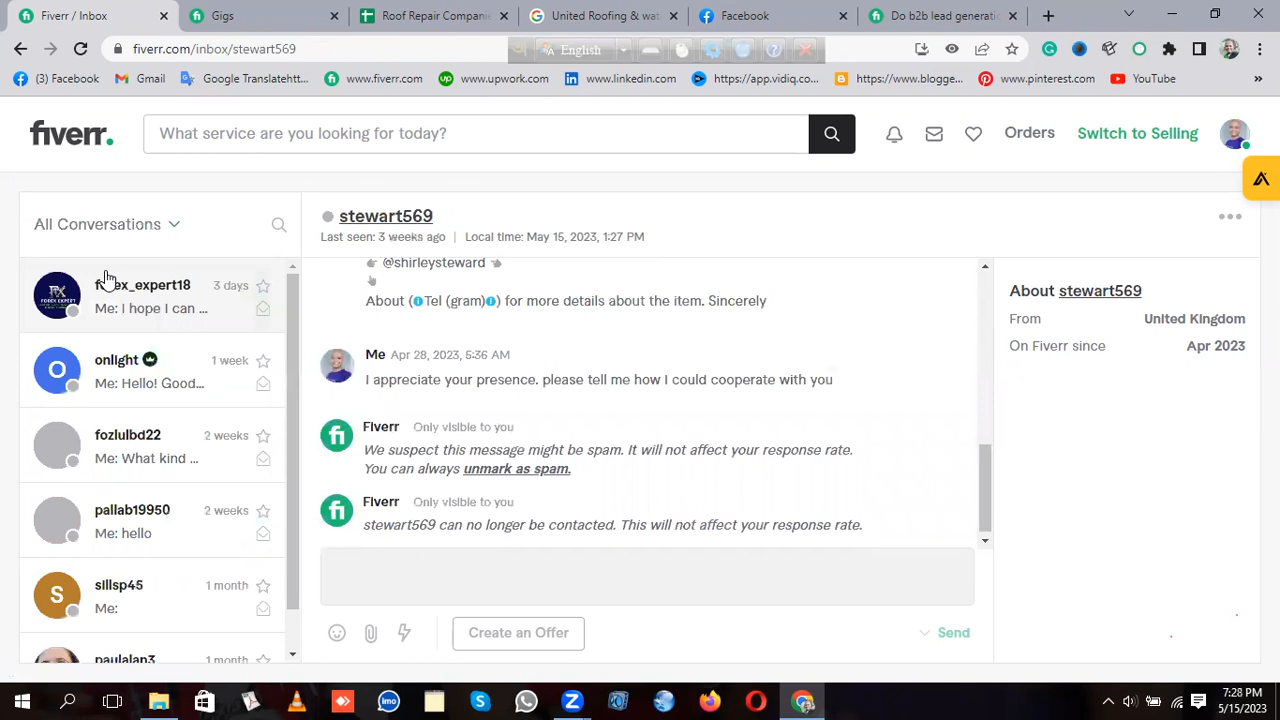 Fiverr / Inbox
Gigs
Roof Repair Companie
United Roofing & wat
Facebook
Do b2b lead generatio
fiverr.com/inbox/stewart569
English
(3) Facebook
Gmail
Google Translatehtt...
www.fiverr.com
www.upwork.com
www.linkedin.com
https://app.vidiq.c...
https://www.blogge...
www.pinterest.com
YouTube
fiverr.
What service are you looking for today?
Orders
Switch to Selling
All Conversations
stewart569
Last seen: 3 weeks ago | Local time: May 15, 2023, 1:27 PM
forex_expert18
3 days
Me: I hope I can ...
onlight
1 week
Me: Hello! Good...
fozlulbd22
2 weeks
Me: What kind ...
pallab19950
2 weeks
Me: hello
sillsp45
1 month
Me:
paulalan3
1 month
@shirleysteward
About (Tel (gram)) for more details about the item. Sincerely
Me Apr 28, 2023, 5:36 AM
I appreciate your presence. please tell me how I could cooperate with you
Fiverr Only visible to you
We suspect this message might be spam. It will not affect your response rate.
You can always unmark as spam.
Fiverr Only visible to you
stewart569 can no longer be contacted. This will not affect your response rate.
Create an Offer
Send
About stewart569
From United Kingdom
On Fiverr since Apr 2023
FOREX EXPERT
O
S
imo
7:28 PM
5/15/2023